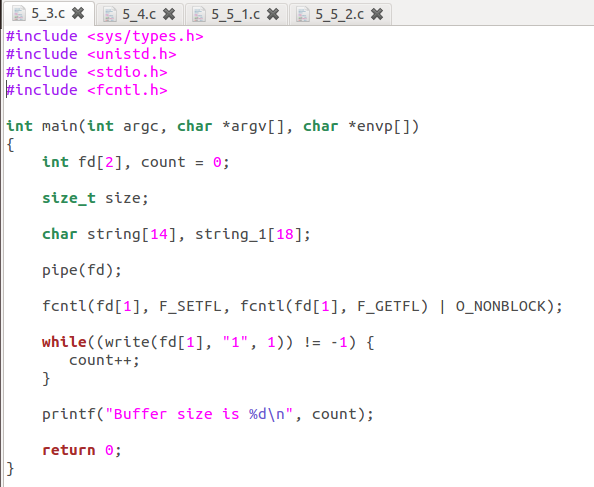 5_3.c 5_4.c 5_5_1.c 5_5_2.c
#include <sys/types.h>
#include <unistd.h>
#include <stdio.h>
#include <fcntl.h>
int main(int argc, char *argv[], char *envp[])
{
    int fd[2], count = 0;
    size_t size;
    char string[14], string_1[18];
    pipe(fd);
    fcntl(fd[1], F_SETFL, fcntl(fd[1], F_GETFL) | O_NONBLOCK);
    while((write(fd[1], "1", 1)) != -1) {
       count++;
    }
    printf("Buffer size is %d\n", count);
    return 0;
}